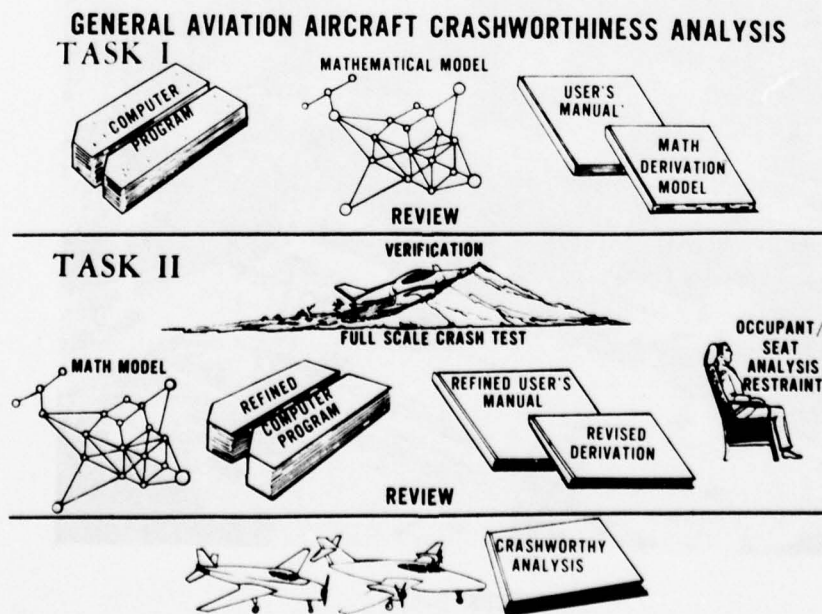 GENERAL AVIATION AIRCRAFT CRASHWORTHINESS ANALYSIS
TASK I
COMPUTER
PROGRAM
MATHEMATICAL MODEL
USER'S
MANUAL
MATH
DERIVATION
MODEL
REVIEW
TASK II
VERIFICATION
FULL SCALE CRASH TEST
MATH MODEL
REFINED
COMPUTER
PROGRAM
REFINED USER'S
MANUAL
REVISED
DERIVATION
OCCUPANT/
SEAT
ANALYSIS
RESTRAINT
REVIEW
CRASHWORTHY
ANALYSIS